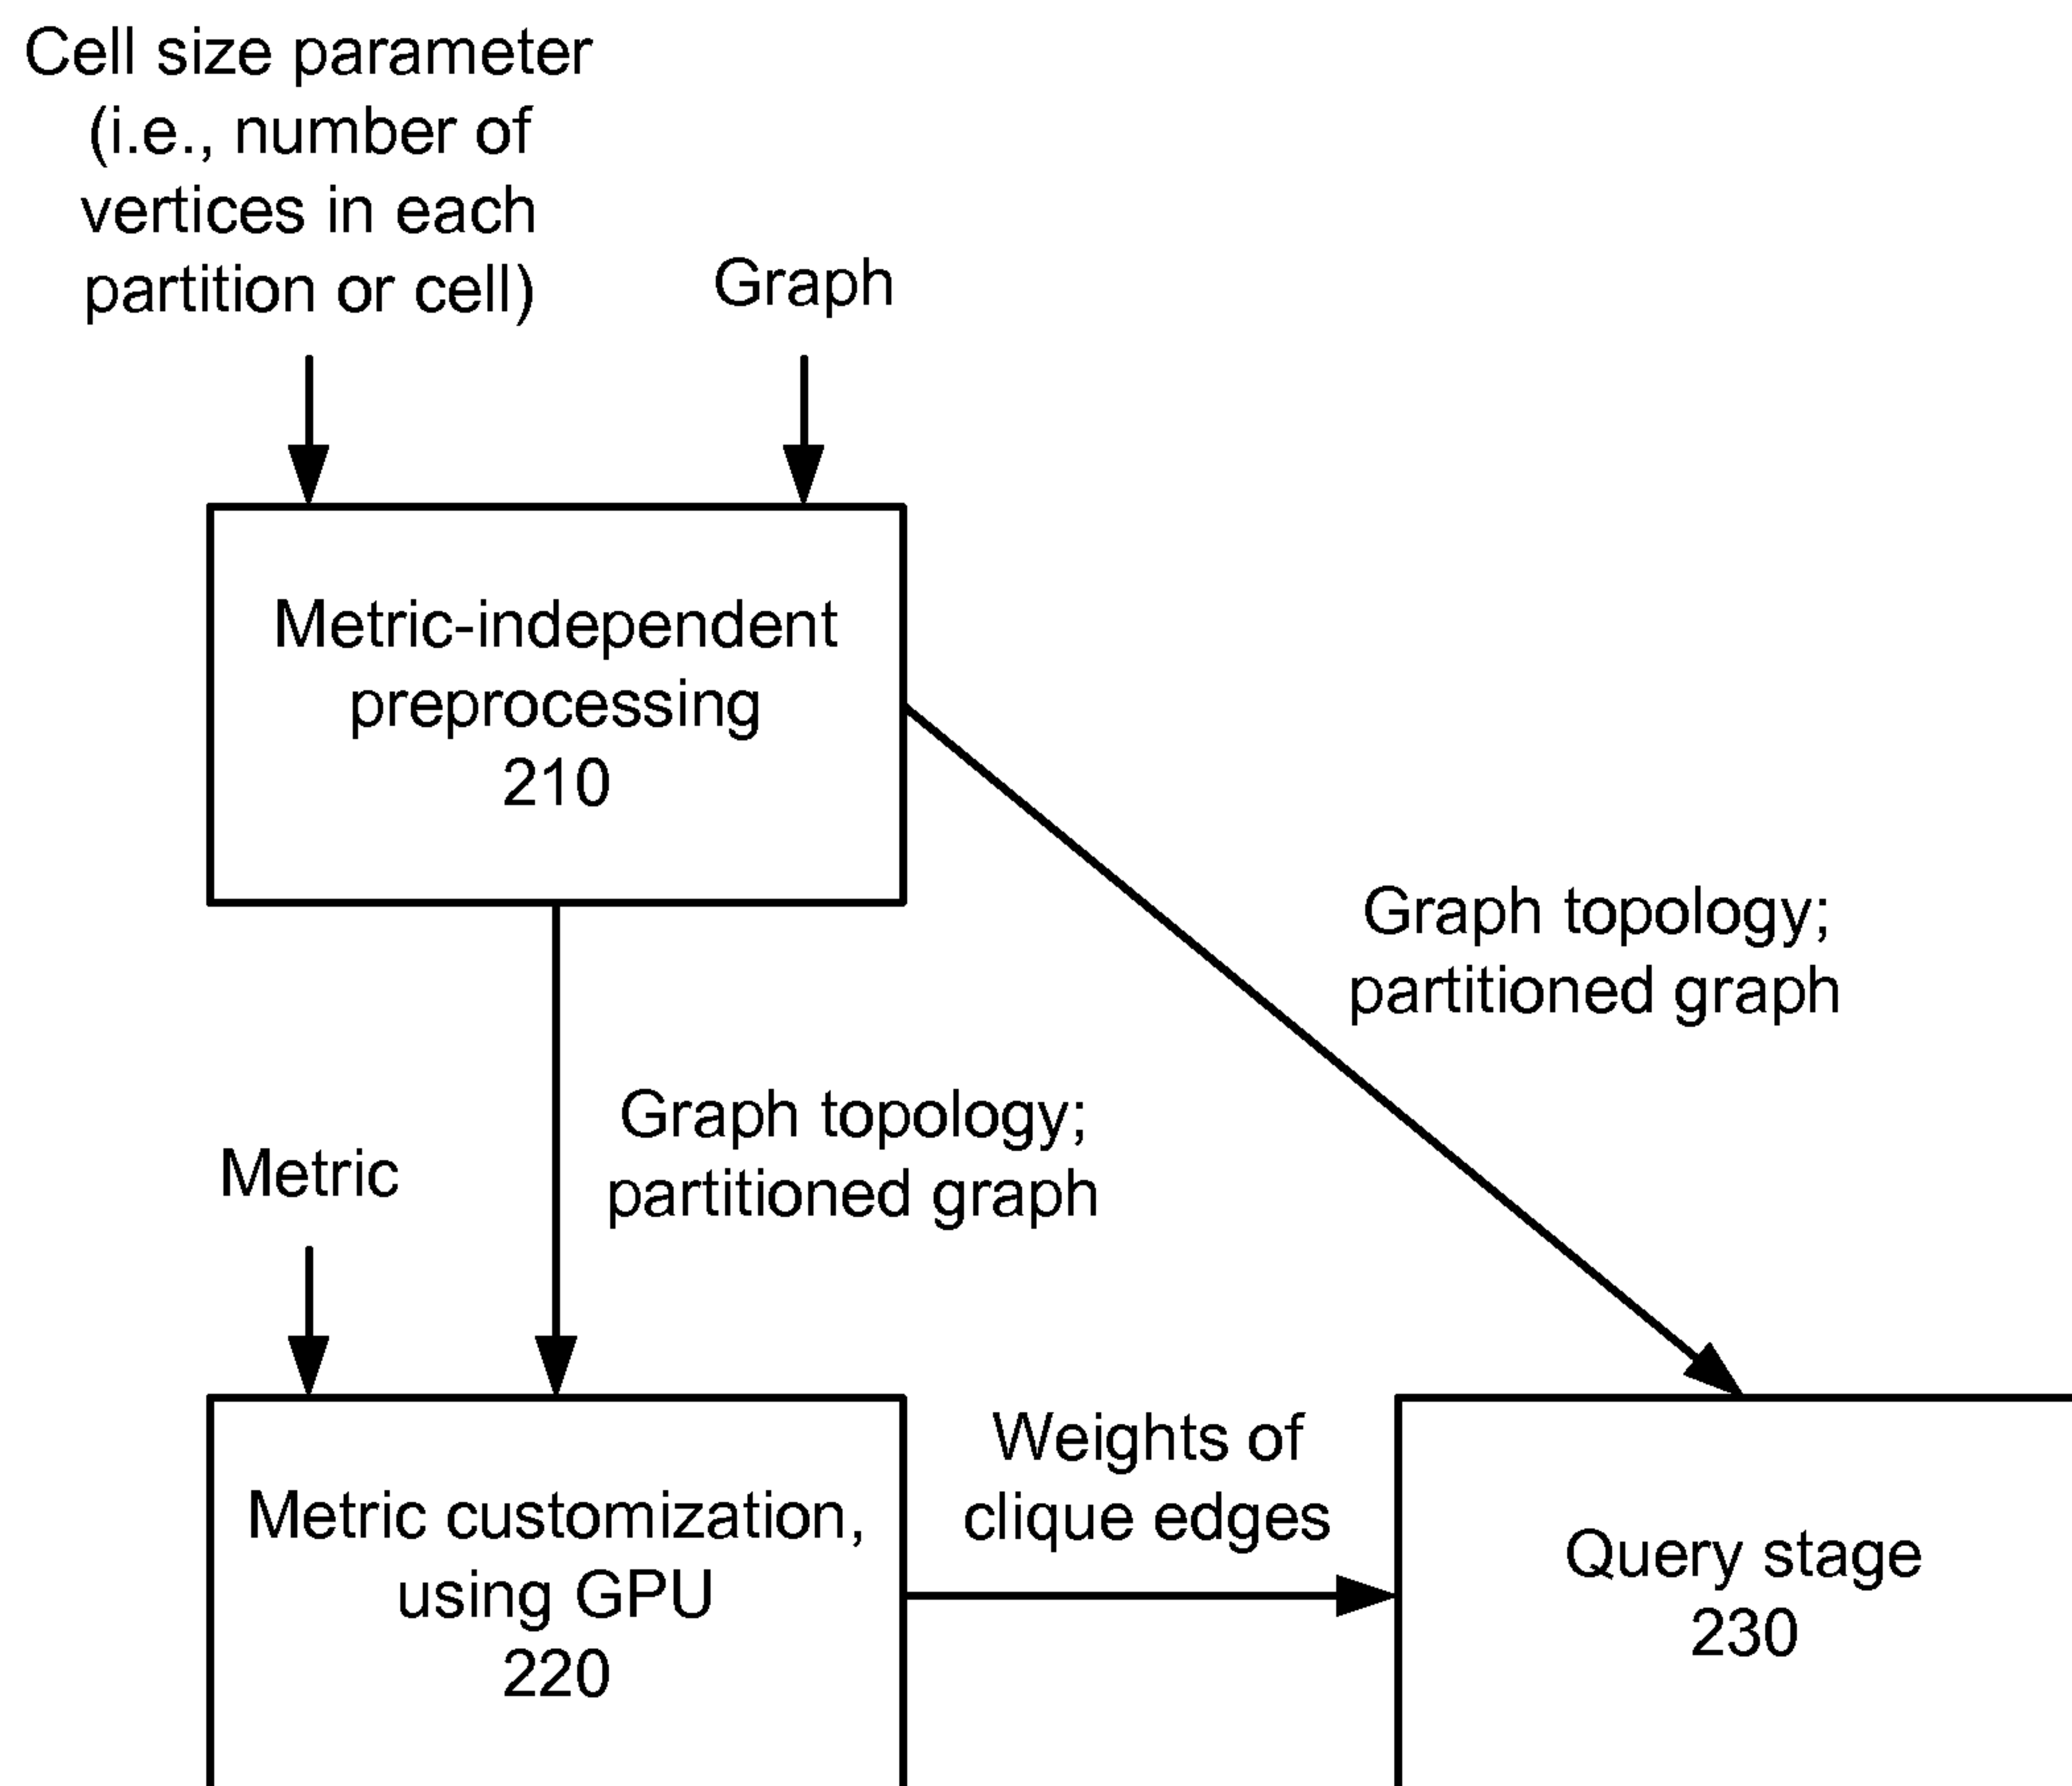 Cell size parameter
(i.e., number of
vertices in each
partition or cell)
Graph
Metric-independent
preprocessing
210
Graph topology;
partitioned graph
Graph topology;
partitioned graph
Metric
Metric customization,
using GPU
220
Weights of
clique edges
Query stage
230